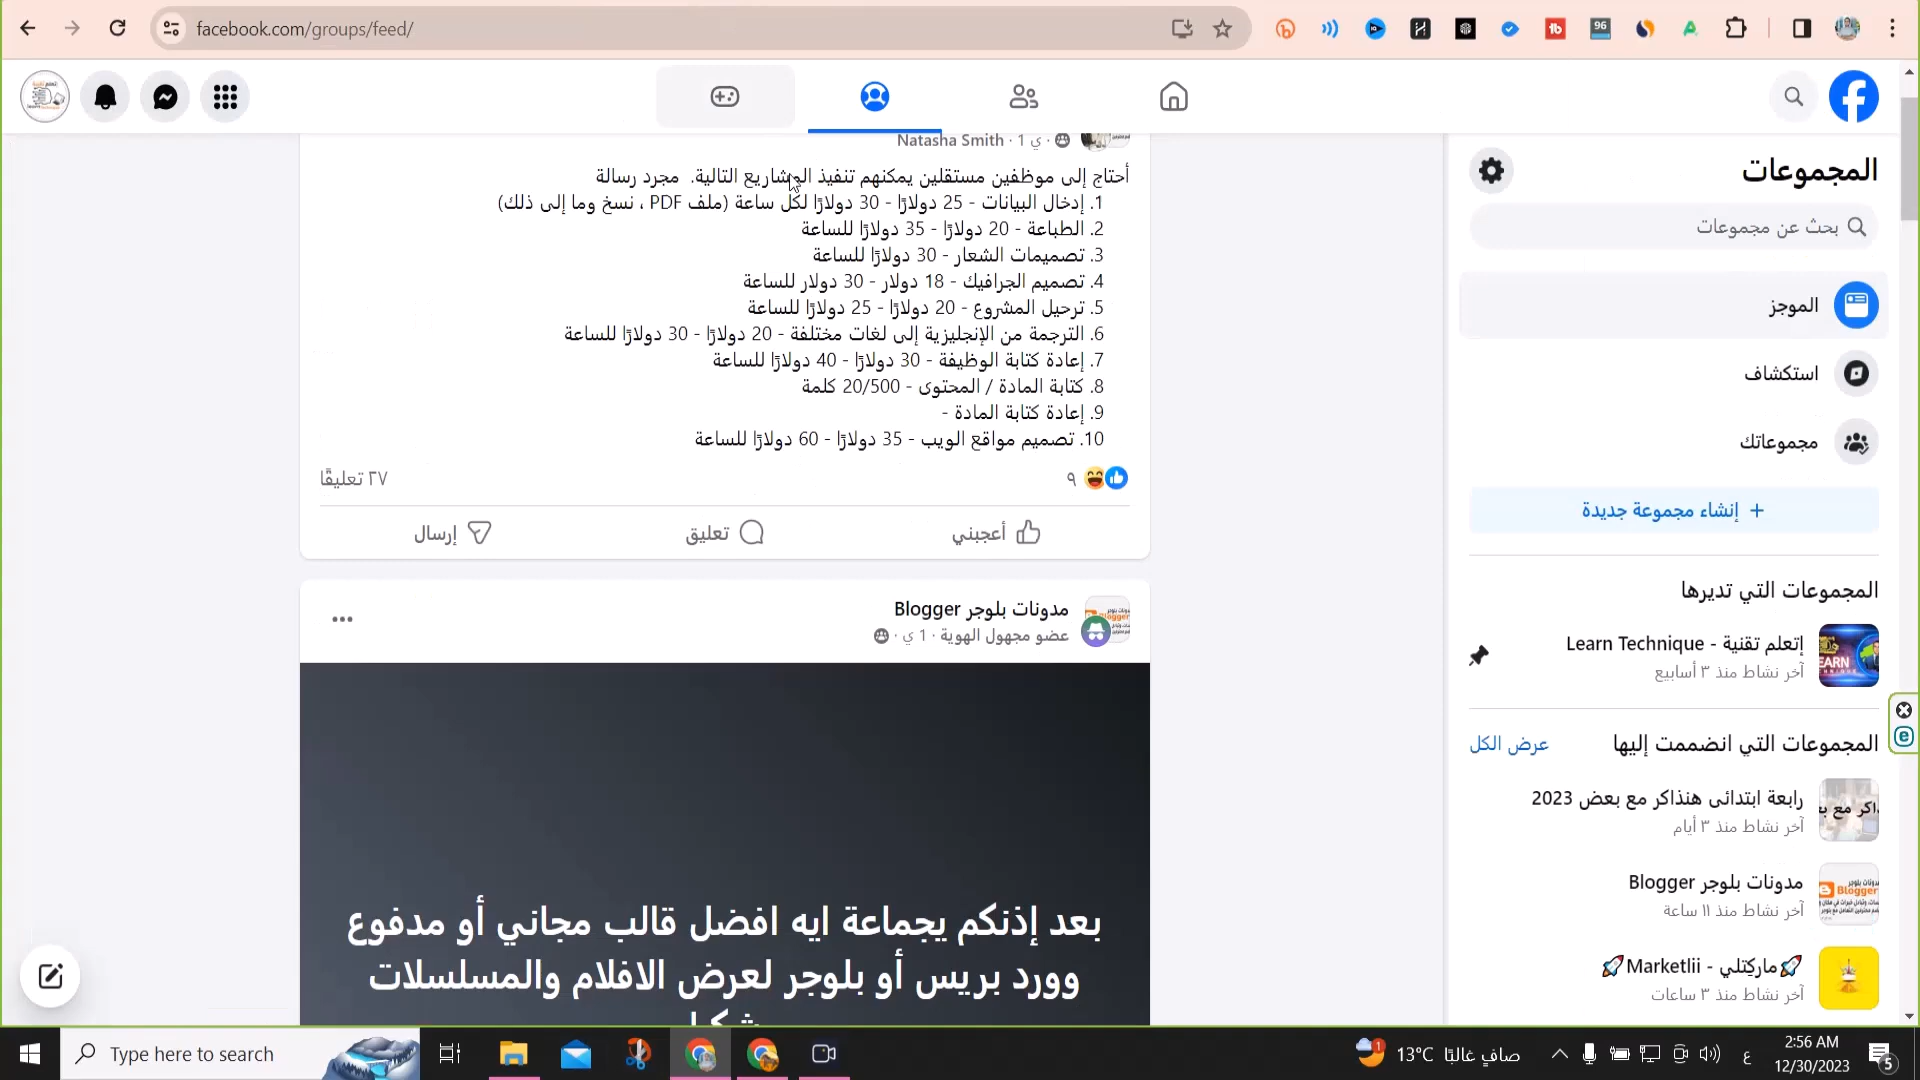 facebook.com/groups/feed/
96
Natasha Smith · 1 ي ·
أحتاج إلى موظفين مستقلين يمكنهم تنفيذ المشاريع التالية. مجرد رسالة
1. إدخال البيانات - 25 دولارًا - 30 دولارًا لكل ساعة (ملف PDF ، نسخ وما إلى ذلك)
2. الطباعة - 20 دولارًا - 35 دولارًا للساعة
3. تصميمات الشعار - 30 دولارًا للساعة
4. تصميم الجرافيك - 18 دولار - 30 دولار للساعة
5. ترحيل المشروع - 20 دولارًا - 25 دولارًا للساعة
6. الترجمة من الإنجليزية إلى لغات مختلفة - 20 دولارًا - 30 دولارًا للساعة
7. إعادة كتابة الوظيفة - 30 دولارًا - 40 دولارًا للساعة
8. كتابة المادة / المحتوى - 20/500 كلمة
9. إعادة كتابة المادة -
10. تصميم مواقع الويب - 35 دولارًا - 60 دولارًا للساعة
٩
٢٧ تعليقًا
أعجبني
تعليق
إرسال
مدونات بلوجر Blogger
عضو مجهول الهوية · 1 ي ·
بعد إذنكم يجماعة ايه افضل قالب مجاني أو مدفوع
وورد بريس أو بلوجر لعرض الافلام والمسلسلات
المجموعات
بحث عن مجموعات
الموجز
استكشاف
مجموعاتك
+ إنشاء مجموعة جديدة
المجموعات التي تديرها
إتعلم تقنية - Learn Technique
آخر نشاط منذ ٣ أسابيع
المجموعات التي انضممت إليها
عرض الكل
رابعة ابتدائى هنذاكر مع بعض 2023
آخر نشاط منذ ٣ أيام
مدونات بلوجر Blogger
آخر نشاط منذ ١١ ساعة
🚀ماركتلي - Marketlii🚀
آخر نشاط منذ ٣ ساعات
Type here to search
1
13°C صافٍ غالبًا
ع
2:56 AM
12/30/2023
5